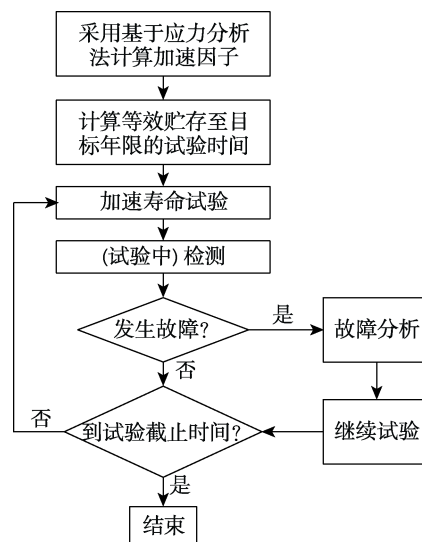 采用基于应力分析
法计算加速因子
计算等效贮存至目
标年限的试验时间
加速寿命试验
(试验中) 检测
发生故障?
是
故障分析
否
继续试验
到试验截止时间?
否
是
结束